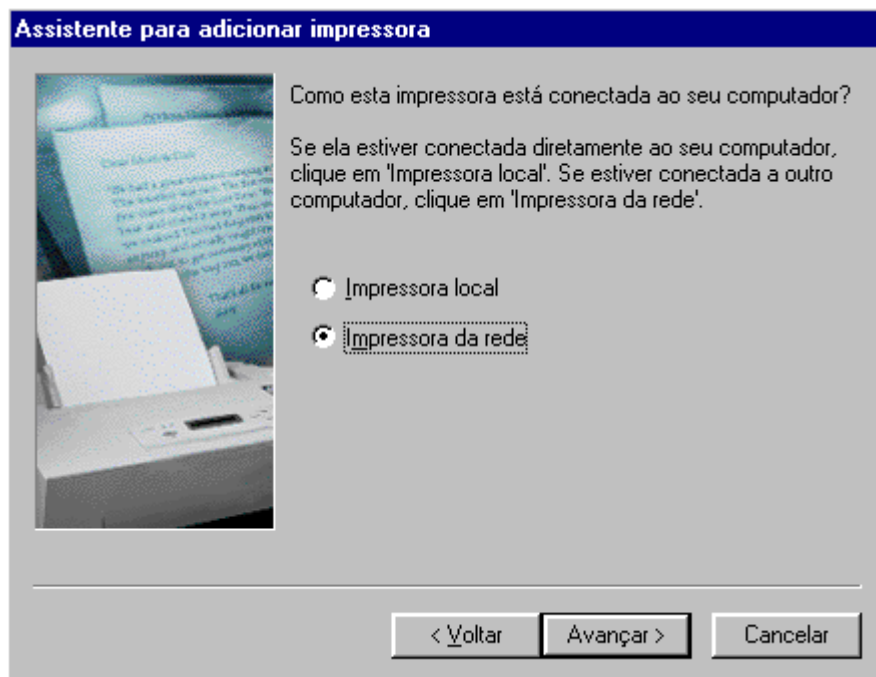 Assistente para adicionar impressora
Como esta impressora está conectada ao seu computador?
Se ela estiver conectada diretamente ao seu computador,
clique em 'Impressora local'. Se estiver conectada a outro
computador, clique em 'Impressora da rede'.
Impressora local
Impressora da rede
< Voltar
Avançar >
Cancelar